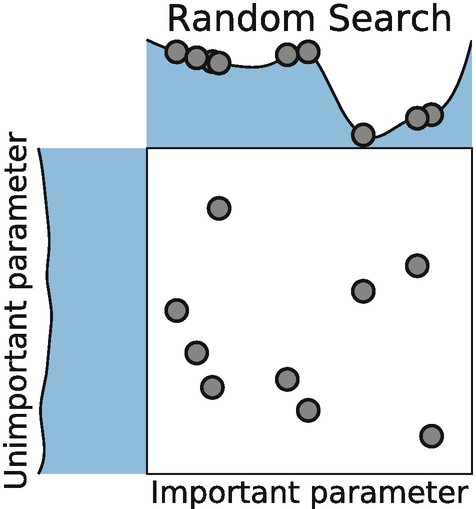 Random Search
Unimportant parameter
Important parameter